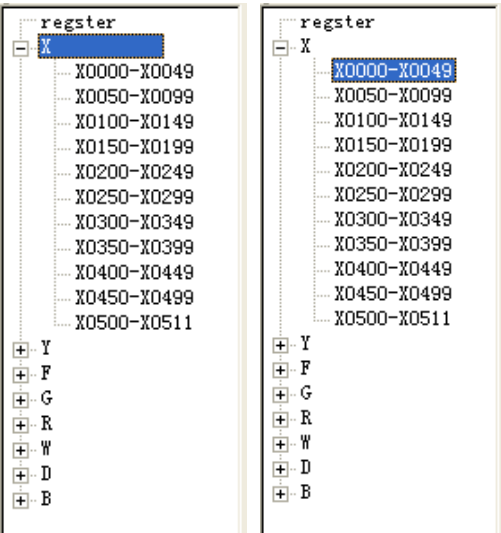 regster
X
X0000-X0049
X0050-X0099
X0100-X0149
X0150-X0199
X0200-X0249
X0250-X0299
X0300-X0349
X0350-X0399
X0400-X0449
X0450-X0499
X0500-X0511
Y
F
G
R
W
D
B
regster
X
X0000-X0049
X0050-X0099
X0100-X0149
X0150-X0199
X0200-X0249
X0250-X0299
X0300-X0349
X0350-X0399
X0400-X0449
X0450-X0499
X0500-X0511
Y
F
G
R
W
D
B